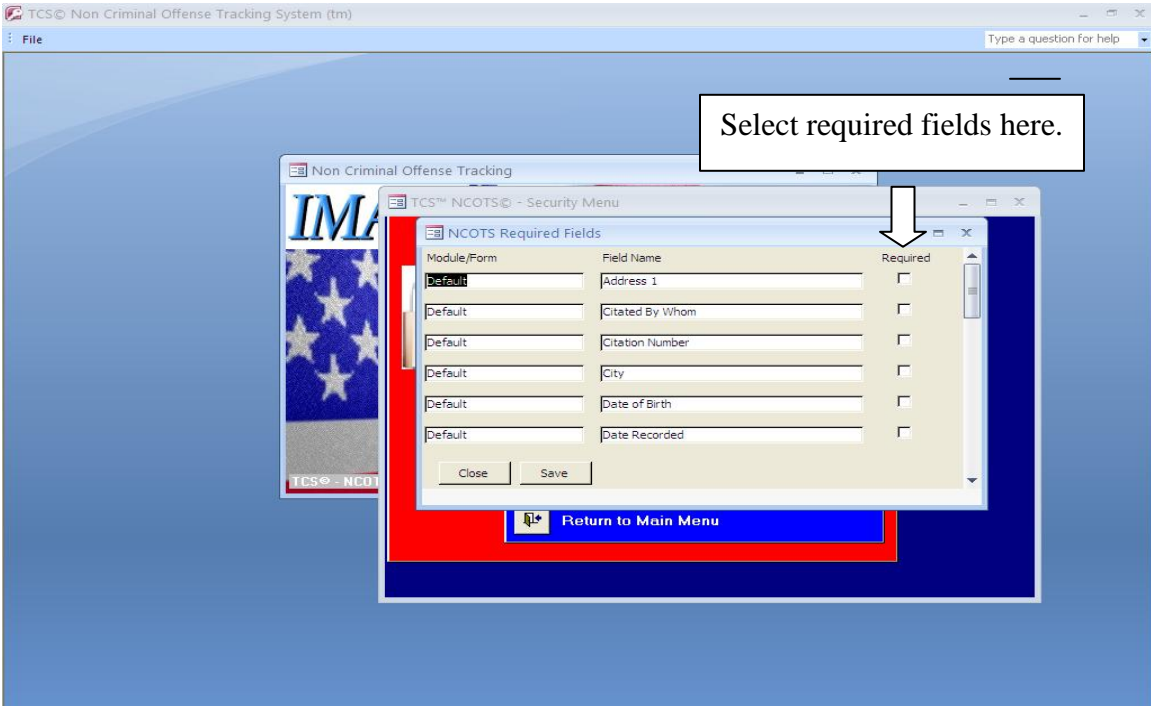 TCS© Non Criminal Offense Tracking System (tm)
File
Type a question for help
Select required fields here.
Non Criminal Offense Tracking
TCS™ NCOTS© - Security Menu
NCOTS Required Fields
Module/Form Field Name Required
Default Address 1
Default Citated By Whom
Default Citation Number
Default City
Default Date of Birth
Default Date Recorded
Close Save
Return to Main Menu